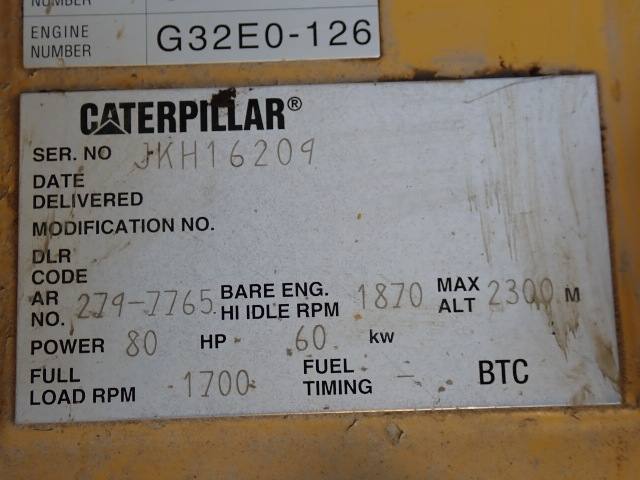 NUMBER
ENGINE
NUMBER G32E0-126
CATERPILLAR®
SER. NO JKH16209
DATE
DELIVERED
MODIFICATION NO.
DLR
CODE
AR
NO. 279-7765 BARE ENG.
HI IDLE RPM 1870 MAX
ALT 2300 M
POWER 80 HP 60 kw
FULL
LOAD RPM 1700 FUEL
TIMING – BTC